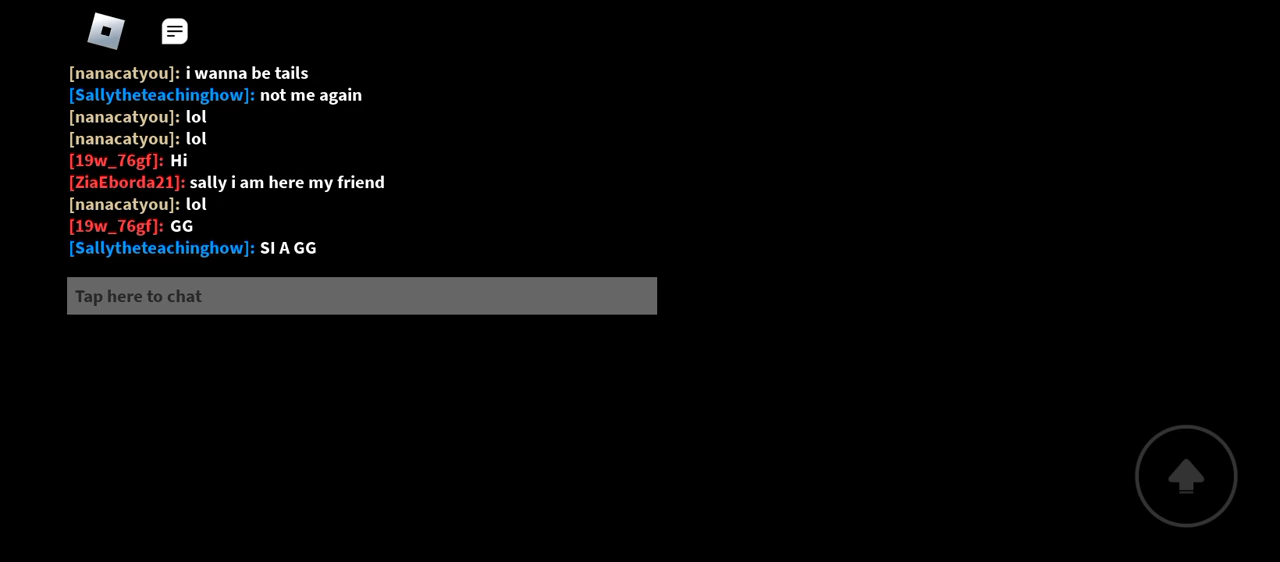 [nanacatyou]: i wanna be tails
[Sallytheteachinghow]: not me again
[nanacatyou]: lol
[nanacatyou]: lol
[19w_76gf]: Hi
[ZiaEborda21]: sally i am here my friend
[nanacatyou]: lol
[19w_76gf]: GG
[Sallytheteachinghow]: SI A GG
Tap here to chat